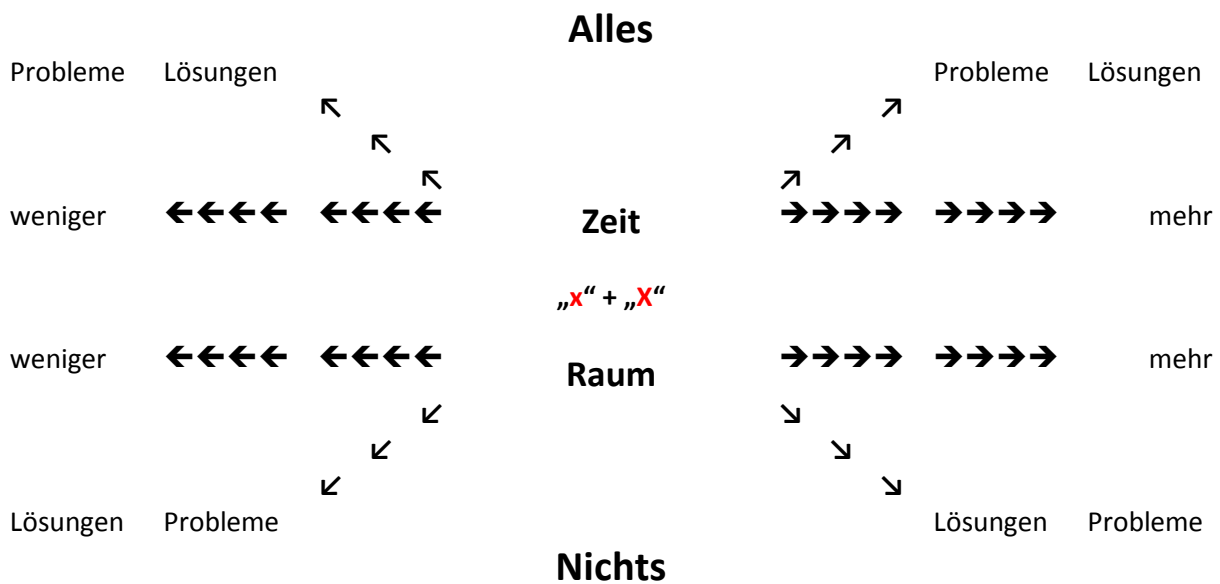 Alles
Probleme Lösungen Probleme Lösungen
weniger Zeit mehr
„x“ + „X“
weniger Raum mehr
Lösungen Probleme Lösungen Probleme
Nichts